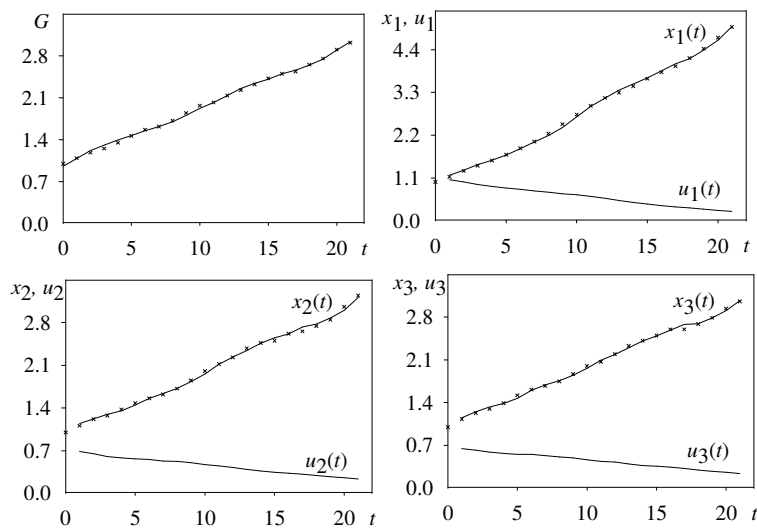 G
2.8
2.1
1.4
0.7
0.0
0 5 10 15 20 t
x1, u1
4.4
3.3
2.2
1.1
0.0
x1(t)
u1(t)
0 5 10 15 20 t
x2, u2
2.8
2.1
1.4
0.7
0.0
x2(t)
u2(t)
0 5 10 15 20 t
x3, u3
2.8
2.1
1.4
0.7
0.0
x3(t)
u3(t)
0 5 10 15 20 t